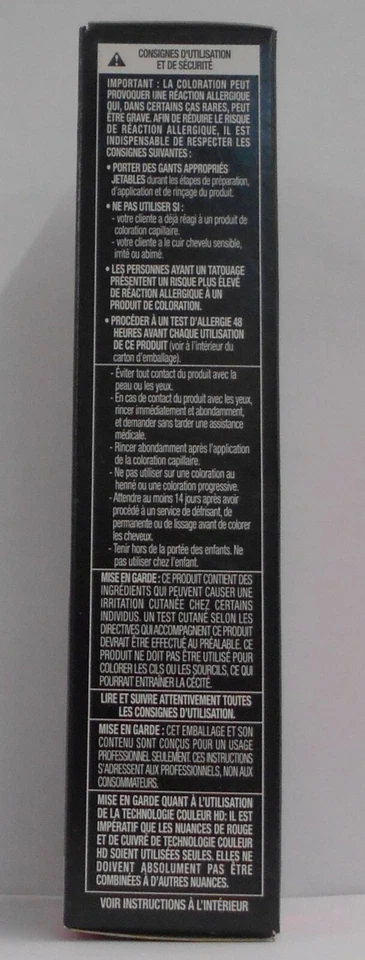 CONSIGNES D'UTILISATION
ET DE SÉCURITÉ
IMPORTANT : LA COLORATION PEUT
PROVOQUER UNE RÉACTION ALLERGIQUE
QUI, DANS CERTAINS CAS RARES, PEUT
ÊTRE GRAVE. AFIN DE RÉDUIRE LE RISQUE
DE RÉACTION ALLERGIQUE, IL EST
INDISPENSABLE DE RESPECTER LES
CONSIGNES SUIVANTES :
• PORTER DES GANTS APPROPRIÉS
JETABLES durant les étapes de préparation,
d'application et de rinçage du produit.
• NE PAS UTILISER SI :
- votre cliente a déjà réagi à un produit de
coloration capillaire.
- votre cliente a le cuir chevelu sensible,
irrité ou abimé.
• LES PERSONNES AYANT UN TATOUAGE
PRÉSENTENT UN RISQUE PLUS ÉLEVÉ
DE RÉACTION ALLERGIQUE À UN
PRODUIT DE COLORATION.
• PROCÉDER À UN TEST D'ALLERGIE 48
HEURES AVANT CHAQUE UTILISATION
DE CE PRODUIT (voir à l'intérieur du
carton d'emballage).
- Éviter tout contact du produit avec la
peau ou les yeux.
- En cas de contact du produit avec les yeux,
rincer immédiatement et abondamment,
et demander sans tarder une assistance
médicale.
- Rincer abondamment après l'application
de la coloration capillaire.
- Ne pas utiliser sur une coloration au
henné ou une coloration progressive.
- Attendre au moins 14 jours après avoir
procédé à un service de défrisant, de
permanente ou de lissage avant de colorer
les cheveux.
- Tenir hors de la portée des enfants. Ne
pas utiliser chez l'enfant.
MISE EN GARDE : CE PRODUIT CONTIENT DES
INGRÉDIENTS QUI PEUVENT CAUSER UNE
IRRITATION CUTANÉE CHEZ CERTAINS
INDIVIDUS. UN TEST CUTANÉ SELON LES
DIRECTIVES QUI ACCOMPAGNENT CE PRODUIT
DEVRAIT ÊTRE EFFECTUÉ AU PRÉALABLE. CE
PRODUIT NE DOIT PAS ÊTRE UTILISÉ POUR
COLORER LES CILS OU LES SOURCILS, CE QUI
POURRAIT ENTRAÎNER LA CÉCITÉ.
LIRE ET SUIVRE ATTENTIVEMENT TOUTES
LES CONSIGNES D'UTILISATION.
MISE EN GARDE : CET EMBALLAGE ET SON
CONTENU SONT CONÇUS POUR UN USAGE
PROFESSIONNEL SEULEMENT. CES INSTRUCTIONS
S'ADRESSENT AUX PROFESSIONNELS, NON AUX
CONSOMMATEURS.
MISE EN GARDE QUANT À L'UTILISATION
DE LA TECHNOLOGIE COULEUR HD: IL EST
IMPÉRATIF QUE LES NUANCES DE ROUGE
ET DE CUIVRÉ DE TECHNOLOGIE COULEUR
HD SOIENT UTILISÉES SEULES. ELLES NE
DOIVENT ABSOLUMENT PAS ÊTRE
COMBINÉES À D'AUTRES NUANCES.
VOIR INSTRUCTIONS À L'INTÉRIEUR